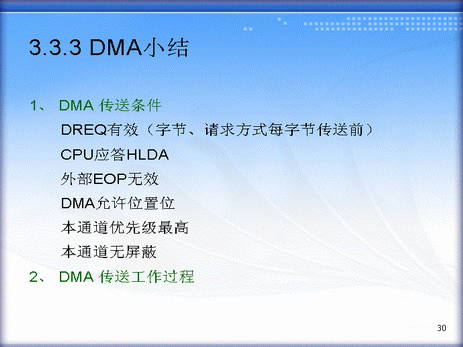 3.3.3 DMA小结
1、 DMA 传送条件
DREQ有效（字节、请求方式每字节传送前）
CPU应答HLDA
外部EOP无效
DMA允许位置位
本通道优先级最高
本通道无屏蔽
2、 DMA 传送工作过程
30